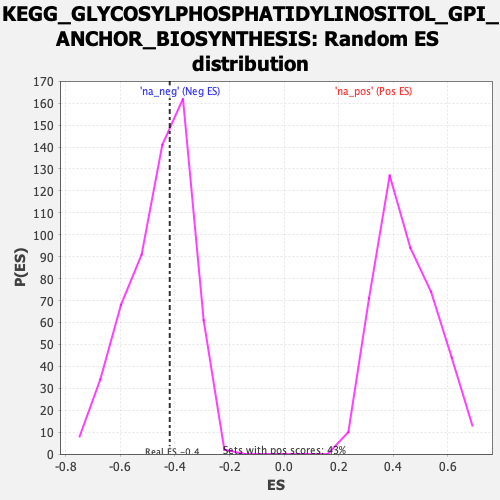 KEGG_GLYCOSYLPHOSPHATIDYLINOSITOL_GPI_
ANCHOR_BIOSYNTHESIS: Random ES
distribution
170
160
150
140
130
120
110
100
90
80
70
60
50
40
30
20
10
0
P(ES)
'na_neg' (Neg ES)
'na_pos' (Pos ES)
Real ES -0.4
Sets with pos scores: 43%
-0.8 -0.6 -0.4 -0.2 0.0 0.2 0.4 0.6
ES